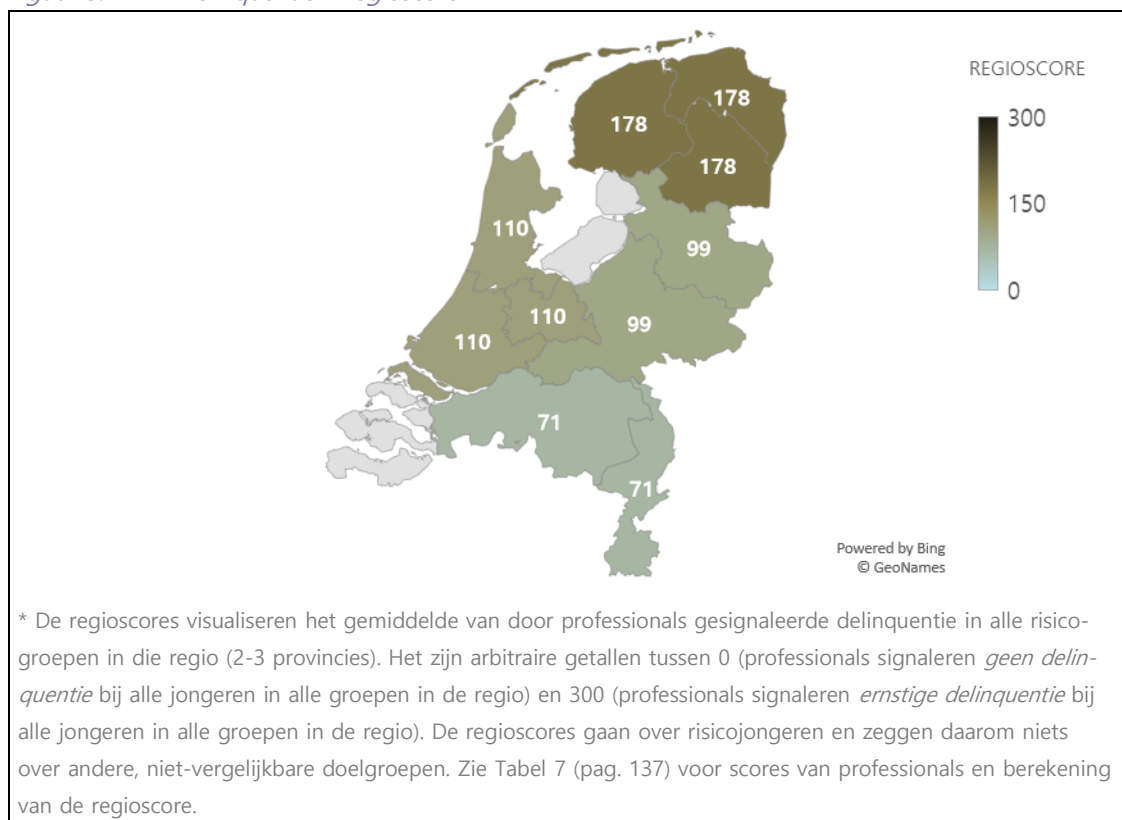 REGIOSCORE
300
150
0
178
178
178
110
99
110
99
110
71
71
Powered by Bing
© GeoNames
* De regioscores visualiseren het gemiddelde van door professionals gesignaleerde delinquentie in alle risico-
groepen in die regio (2-3 provincies). Het zijn arbitraire getallen tussen 0 (professionals signaleren geen delin-
quentie bij alle jongeren in alle groepen in de regio) en 300 (professionals signaleren ernstige delinquentie bij
alle jongeren in alle groepen in de regio). De regioscores gaan over risicojongeren en zeggen daarom niets
over andere, niet-vergelijkbare doelgroepen. Zie Tabel 7 (pag. 137) voor scores van professionals en berekening
van de regioscore.